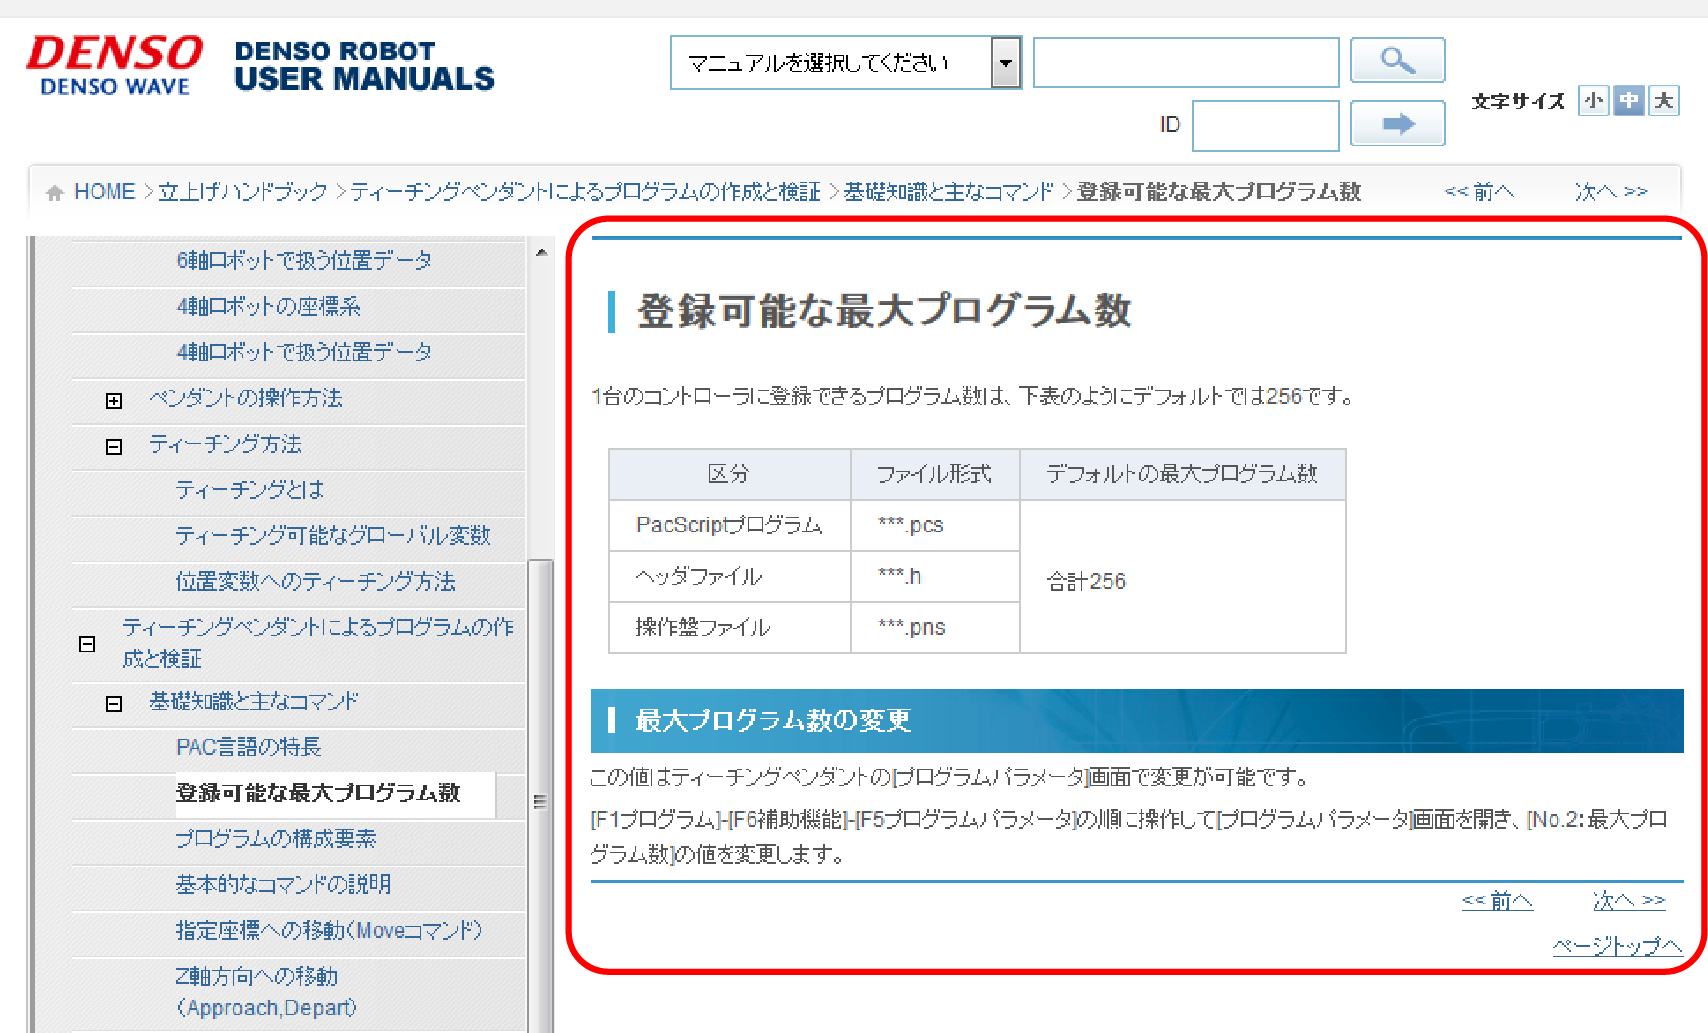 DENSO
DENSO WAVE
DENSO ROBOT
USER MANUALS
マニュアルを選択してください
ID
文字サイズ 小 中 大
HOME >立上げハンドブック >ティーチングペンダントによるプログラムの作成と検証 >基礎知識と主なコマンド >登録可能な最大プログラム数
<<前へ 次へ >>
6軸ロボットで扱う位置データ
4軸ロボットの座標系
4軸ロボットで扱う位置データ
ペンダントの操作方法
ティーチング方法
ティーチングとは
ティーチング可能なグローバル変数
位置変数へのティーチング方法
ティーチングペンダントによるプログラムの作
成と検証
基礎知識と主なコマンド
PAC言語の特長
登録可能な最大プログラム数
プログラムの構成要素
基本的なコマンドの説明
指定座標への移動(Moveコマンド)
Z軸方向への移動
(Approach,Depart)
登録可能な最大プログラム数
1台のコントローラに登録できるプログラム数は、下表のようにデフォルトでは256です。
区分 ファイル形式 デフォルトの最大プログラム数
PacScriptプログラム ***.pcs
ヘッダファイル ***.h 合計256
操作盤ファイル ***.pns
最大プログラム数の変更
この値はティーチングペンダントの[プログラムパラメータ]画面で変更が可能です。
[F1プログラム]-[F6補助機能]-[F5プログラムパラメータ]の順に操作して[プログラムパラメータ]画面を開き、[No.2:最大プロ
グラム数]の値を変更します。
<<前へ 次へ >>
ページトップへ